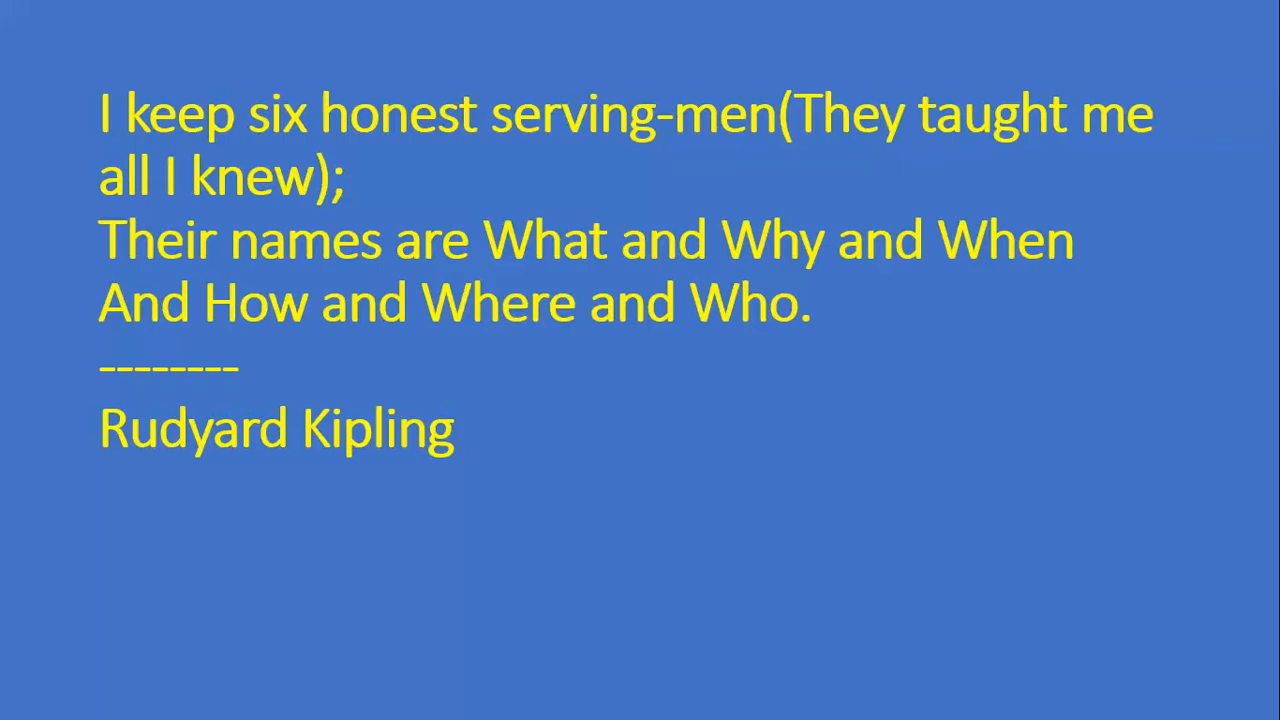 I keep six honest serving-men(They taught me
all I knew);
Their names are What and Why and When
And How and Where and Who.
--------
Rudyard Kipling